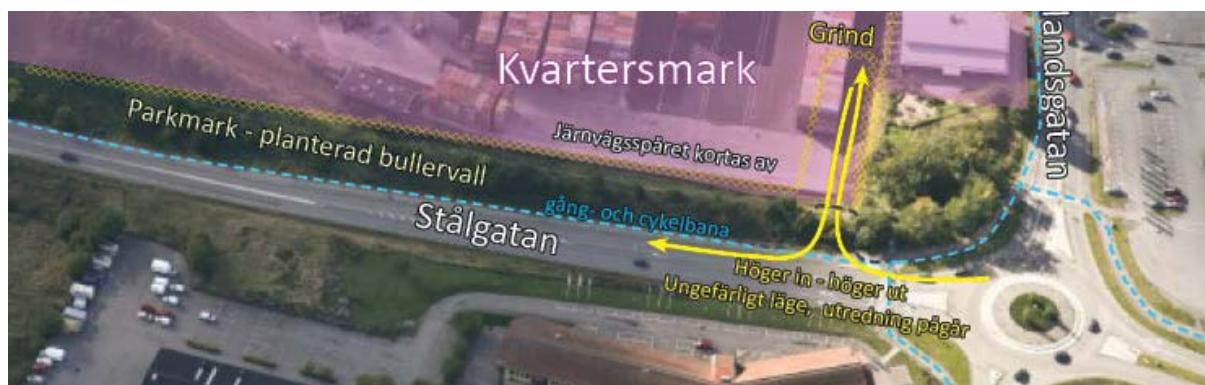 Grind
Kvartersmark
landsgatan
Järnvägsspåret kortas av
Parkmark - planterad bullervall
gång- och cykelbana
Stålgatan
Höger in - höger ut
Ungefärligt läge, utredning pågår